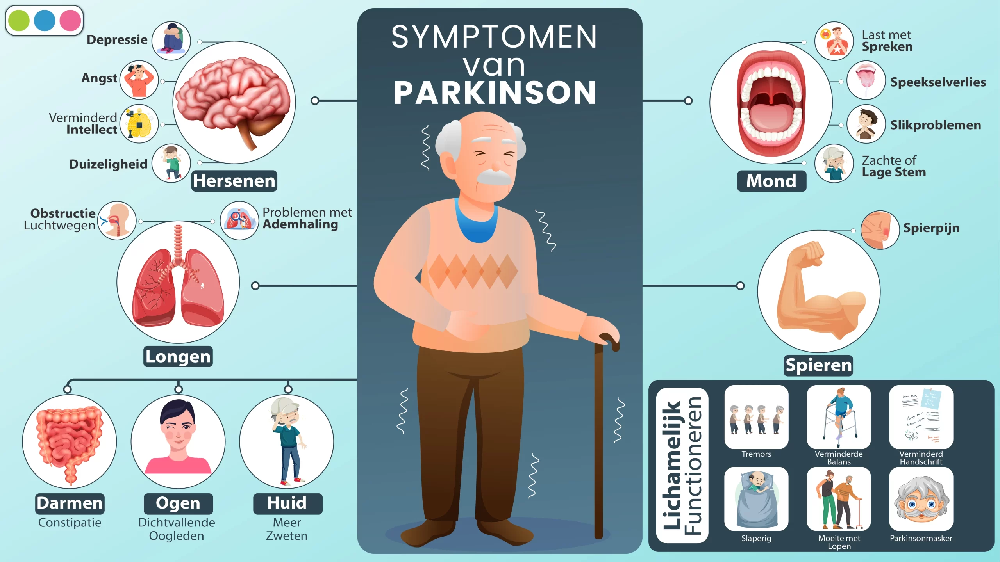 SYMPTOMEN
van
PARKINSON
Depressie
Angst
Verminderd
Intellect
Duizeligheid
Hersenen
Last met
Spreken
Speekselverlies
Slikproblemen
Zachte of
Lage Stem
Mond
Obstructie
Luchtwegen
Problemen met
Ademhaling
Longen
Spierpijn
Spieren
Darmen
Constipatie
Ogen
Dichtvallende
Oogleden
Huid
Meer
Zweten
Lichamelijk
Functioneren
Tremors
Verminderde
Balans
Verminderd
Handschrift
Slaperig
Moeite met
Lopen
Parkinsonmasker